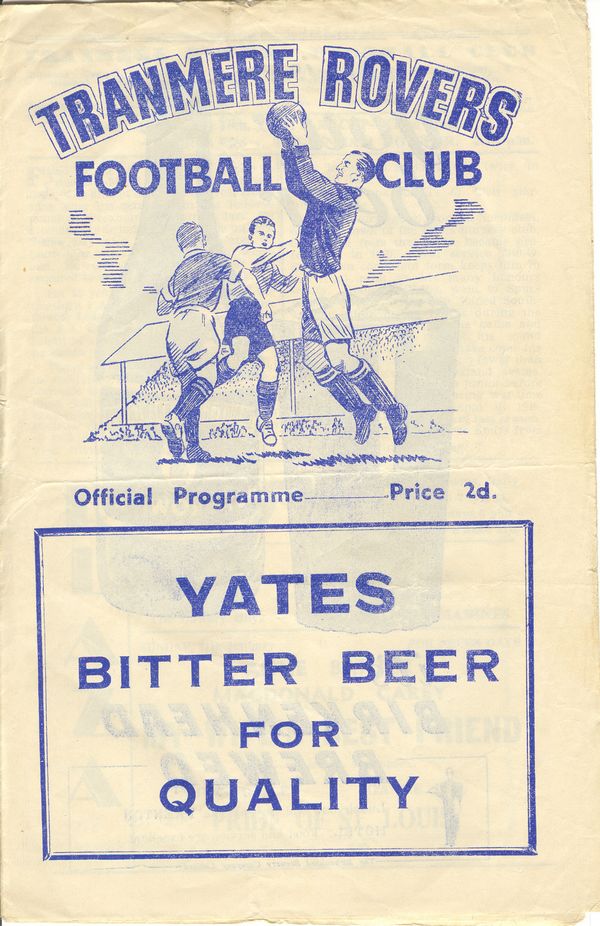 TRANMERE ROVERS
FOOTBALL CLUB
Official Programme Price 2d.
YATES
BITTER BEER
FOR
QUALITY